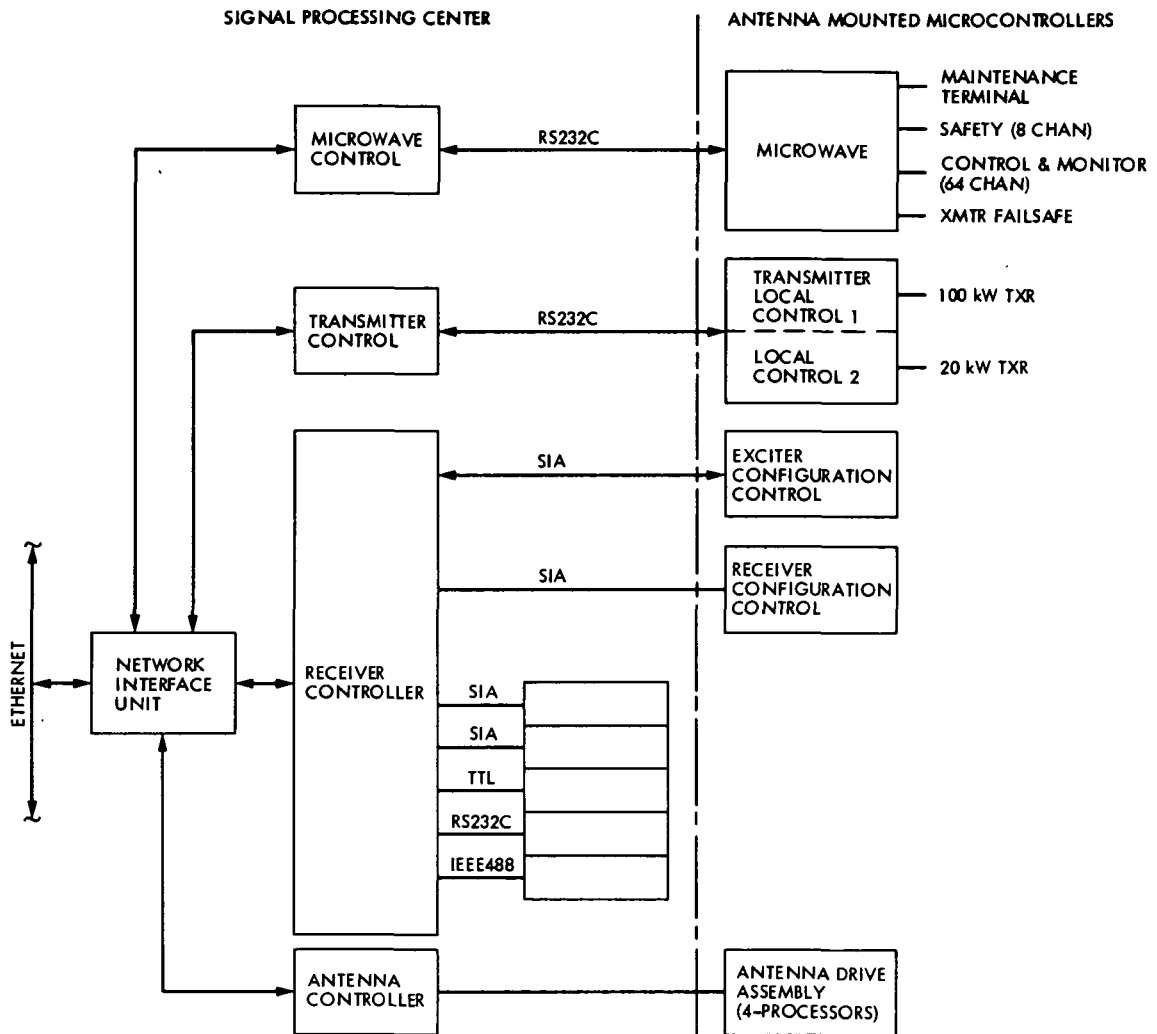 SIGNAL PROCESSING CENTER
ANTENNA MOUNTED MICROCONTROLLERS
MICROWAVE
CONTROL
RS232C
MICROWAVE
MAINTENANCE
TERMINAL
SAFETY (8 CHAN)
CONTROL & MONITOR
(64 CHAN)
XMTR FAILSAFE
TRANSMITTER
CONTROL
RS232C
TRANSMITTER
LOCAL
CONTROL 1
LOCAL
CONTROL 2
100 kW TXR
20 kW TXR
SIA
EXCITER
CONFIGURATION
CONTROL
SIA
RECEIVER
CONFIGURATION
CONTROL
ETHERNET
NETWORK
INTERFACE
UNIT
RECEIVER
CONTROLLER
SIA
SIA
TTL
RS232C
IEEE488
ANTENNA
CONTROLLER
ANTENNA DRIVE
ASSEMBLY
(4-PROCESSORS)